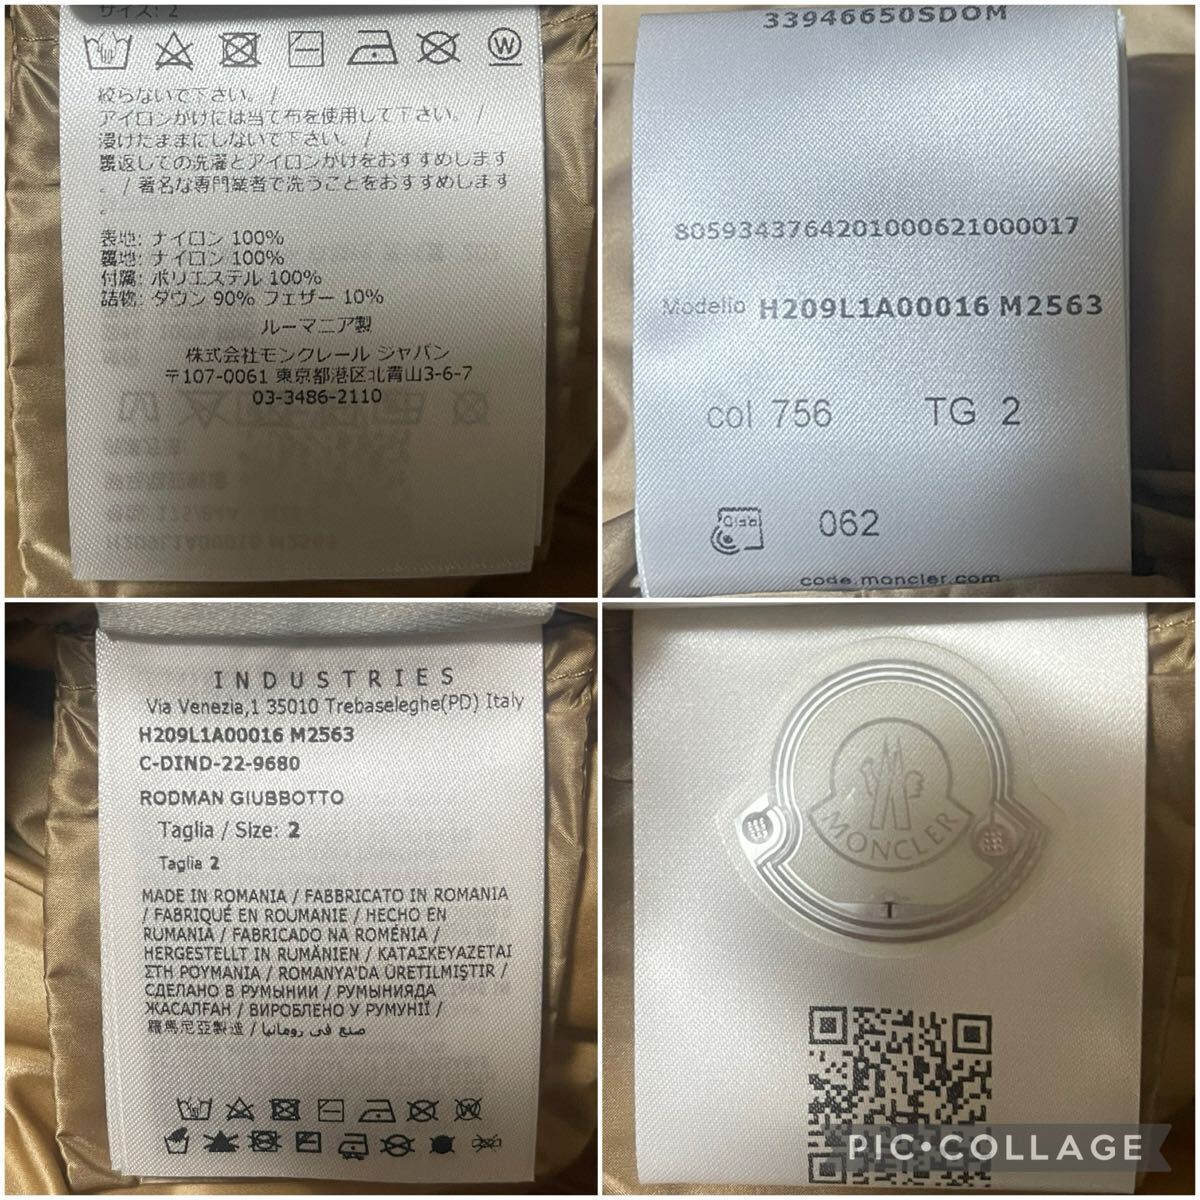 サイズ: 2
W
絞らないで下さい。 /
アイロンがけには当て布を使用して下さい。 /
浸けたままにしないで下さい。 /
裏返しての洗濯とアイロンがけをおすすめします
。 / 著名な専門業者で洗うことをおすすめします
。
表地: ナイロン 100%
裏地: ナイロン 100%
付属: ポリエステル 100%
詰物: ダウン 90% フェザー 10%
ルーマニア製
株式会社モンクレール ジャパン
〒107-0061 東京都港区北青山3-6-7
03-3486-2110
33946650SDOM
8059343764201000621000017
Modello H209L1A00016 M2563
col 756 TG 2
RFID 062
code.moncler.com
INDUSTRIES
Via Venezia,1 35010 Trebaseleghe(PD) Italy
H209L1A00016 M2563
C-DIND-22-9680
RODMAN GIUBBOTTO
Taglia / Size: 2
Taglia 2
MADE IN ROMANIA / FABBRICATO IN ROMANIA
/ FABRIQUÉ EN ROUMANIE / HECHO EN
RUMANIA / FABRICADO NA ROMÉNIA /
HERGESTELLT IN RUMÄNIEN / ΚΑΤΑΣΚΕΥΑΖΕΤΑΙ
ΣΤΗ ΡΟΥΜΑΝΙΑ / ROMANYA'DA ÜRETILMIŞTIR /
СДЕЛАНО В РУМЫНИИ / РУМЫНИЯДА
ЖАСАЛҒАН / ВИРОБЛЕНО У РУМУНІЇ /
羅馬尼亞製造 / صنع في رومانيا
W
MONCLER
PIC•COLLAGE